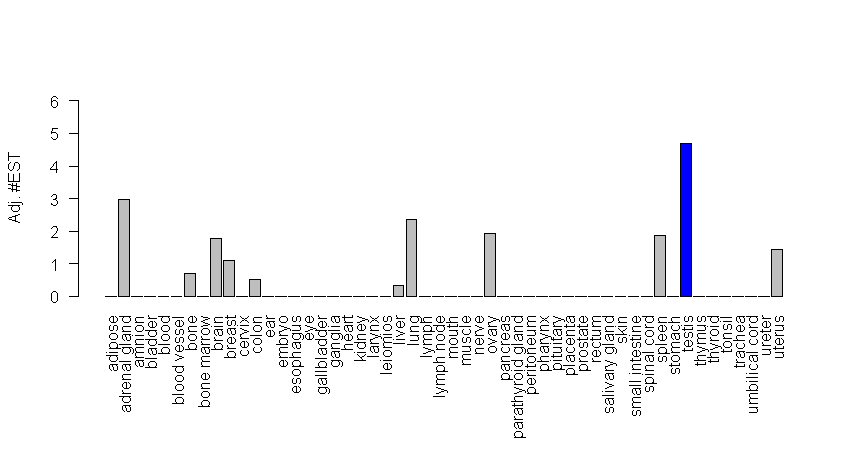 Adj. #EST
6
5
4
3
2
1
0
adipose
adrenal gland
amnion
bladder
blood
blood vessel
bone
bone marrow
brain
breast
cervix
colon
ear
embryo
esophagus
eye
gallbladder
ganglia
heart
kidney
larynx
leiomios
liver
lung
lymph
lymph node
mouth
muscle
nerve
ovary
pancreas
parathyroid gland
peritoneum
pharynx
pituitary
placenta
prostate
rectum
salivary gland
skin
small intestine
spinal cord
spleen
stomach
testis
thymus
thyroid
tonsil
trachea
umbilical cord
ureter
uterus